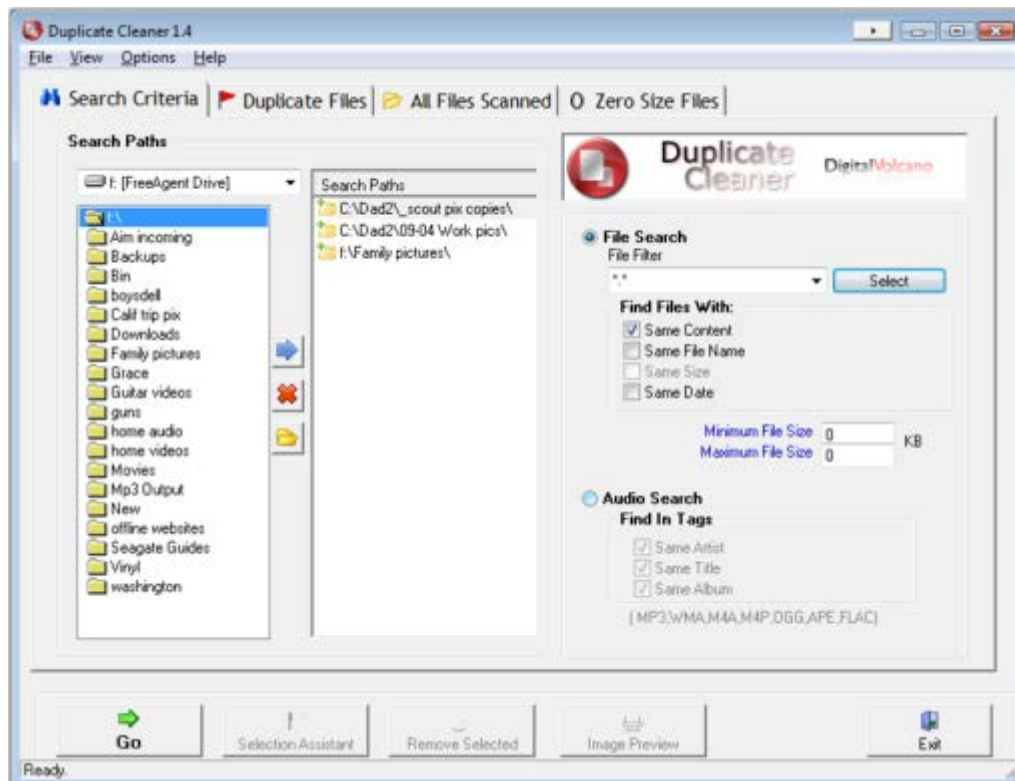 Duplicate Cleaner 1.4
File View Options Help
Search Criteria Duplicate Files All Files Scanned 0 Zero Size Files
Search Paths
f: [FreeAgent Drive]
f:\
Aim incoming
Backups
Bin
boysdell
Calif trip pix
Downloads
Family pictures
Grace
Guitar videos
guns
home audio
home videos
Movies
Mp3 Output
New
offline websites
Seagate Guides
Vinyl
washington
Search Paths
C:\Dad2\_scout pix copies\
C:\Dad2\09-04 Work pics\
f:\Family pictures\
Duplicate Cleaner
DigitalVolcano
File Search
File Filter
*.*
Select
Find Files With:
Same Content
Same File Name
Same Size
Same Date
Minimum File Size 0
Maximum File Size 0
KB
Audio Search
Find In Tags
Same Artist
Same Title
Same Album
( MP3,WMA,M4A,M4P,OGG,APE,FLAC)
Go
Selection Assistant
Remove Selected
Image Preview
Exit
Ready.